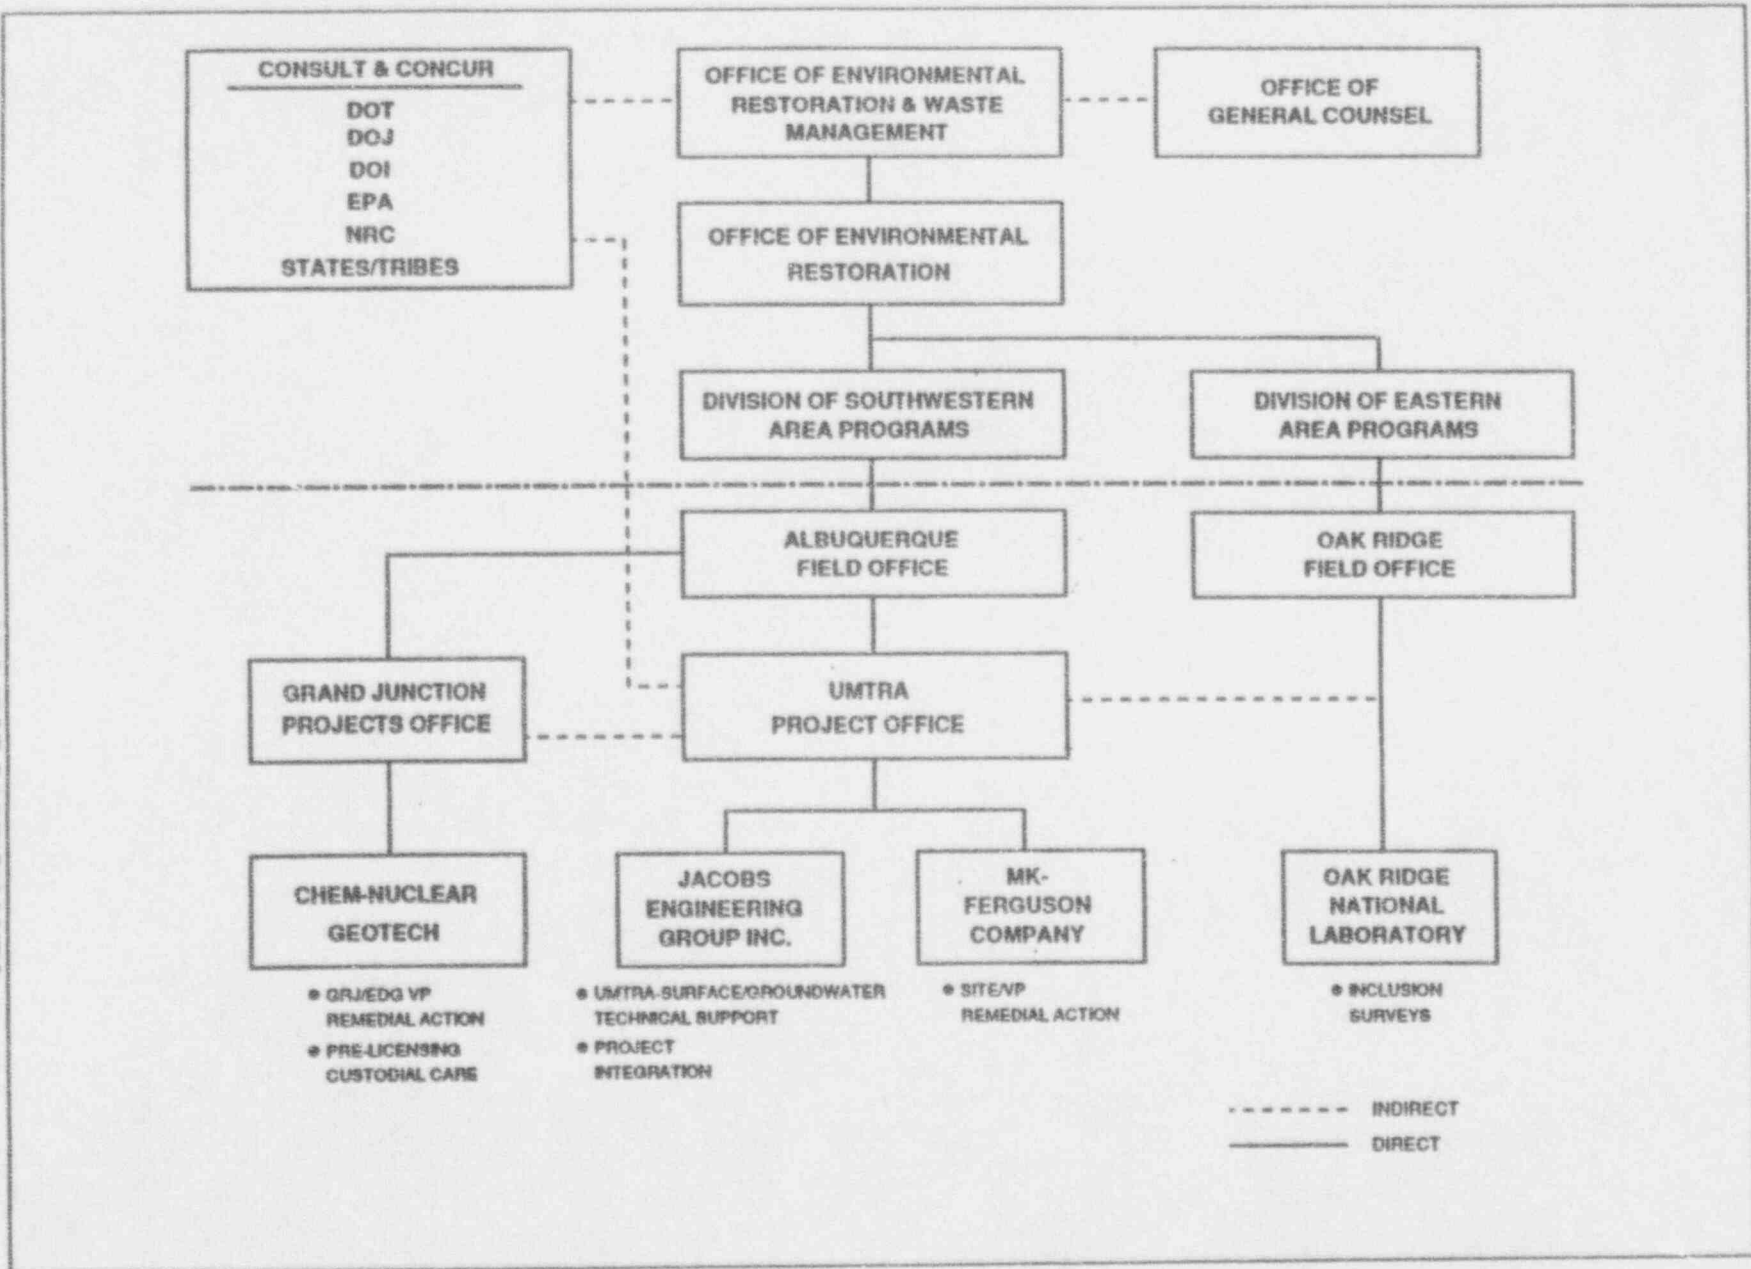 CONSULT & CONCUR
DOT
DOJ
DOI
EPA
NRC
STATES/TRIBES
OFFICE OF ENVIRONMENTAL
RESTORATION & WASTE
MANAGEMENT
OFFICE OF
GENERAL COUNSEL
OFFICE OF ENVIRONMENTAL
RESTORATION
DIVISION OF SOUTHWESTERN
AREA PROGRAMS
DIVISION OF EASTERN
AREA PROGRAMS
ALBUQUERQUE
FIELD OFFICE
OAK RIDGE
FIELD OFFICE
GRAND JUNCTION
PROJECTS OFFICE
UMTRA
PROJECT OFFICE
CHEM-NUCLEAR
GEOTECH
JACOBS
ENGINEERING
GROUP INC.
MK-
FERGUSON
COMPANY
OAK RIDGE
NATIONAL
LABORATORY
● GRJ/EDG VP
REMEDIAL ACTION
● PRE-LICENSING
CUSTODIAL CARE
● UMTRA-SURFACE/GROUNDWATER
TECHNICAL SUPPORT
● PROJECT
INTEGRATION
● SITE/VP
REMEDIAL ACTION
● INCLUSION
SURVEYS
INDIRECT
DIRECT